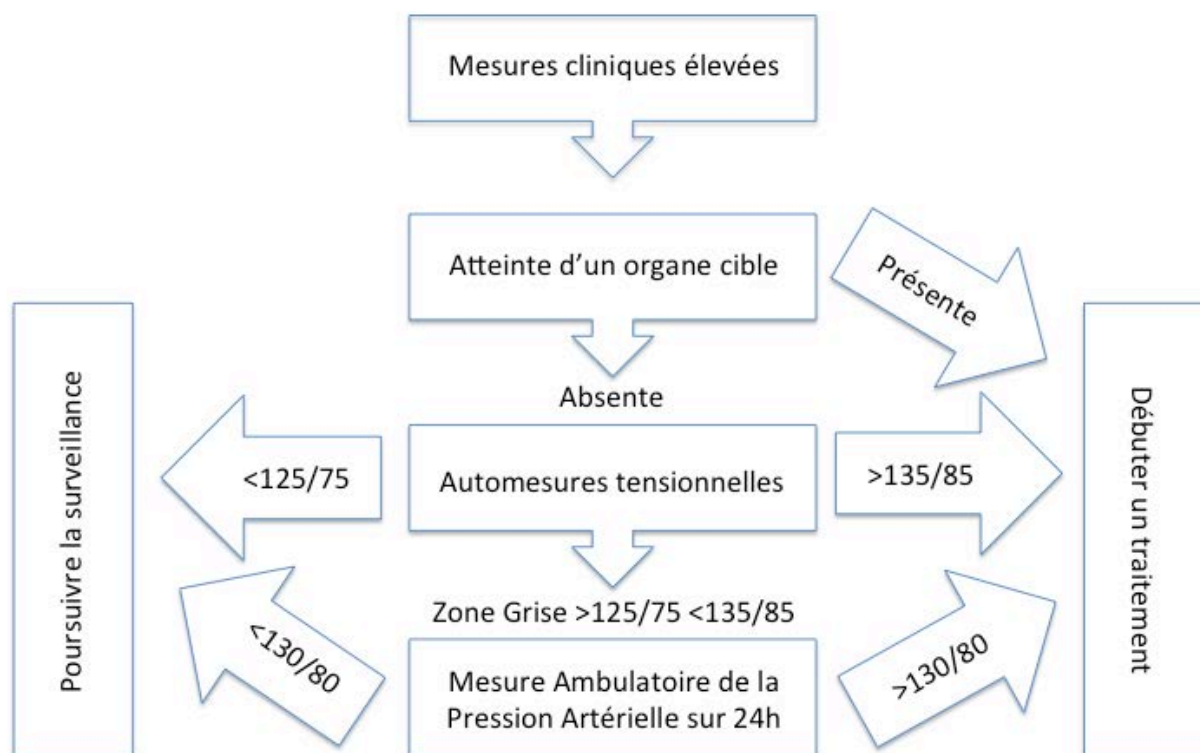 Mesures cliniques élevées
Atteinte d'un organe cible
Présente
Absente
Poursuivre la surveillance
<125/75
Automesures tensionnelles
>135/85
Débuter un traitement
Zone Grise >125/75 <135/85
<130/80
Mesure Ambulatoire de la
Pression Artérielle sur 24h
>130/80